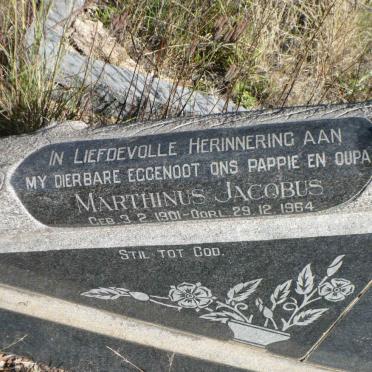 IN LIEFDEVOLLE HERINNERING AAN
MY DIERBARE EGGENOOT ONS PAPPIE EN OUPA
MARTHINUS JACOBUS
GEB. 3. 2. 1901 - OORL. 29. 12. 1964
STIL TOT GOD.